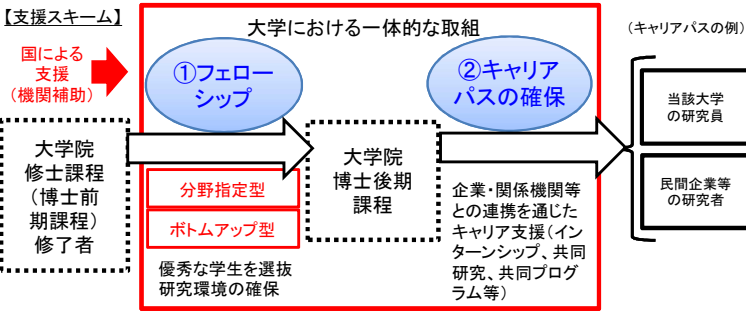 【支援スキーム】
国による
支援
(機関補助)
大学における一体的な取組
(キャリアパスの例)
①フェロー
シップ
②キャリア
パスの確保
大学院
修士課程
(博士前
期課程)
修了者
分野指定型
ボトムアップ型
優秀な学生を選抜
研究環境の確保
大学院
博士後期
課程
企業・関係機関等
との連携を通じた
キャリア支援(イン
ターンシップ、共同
研究、共同プログ
ラム等)
当該大学
の研究員
民間企業等
の研究者